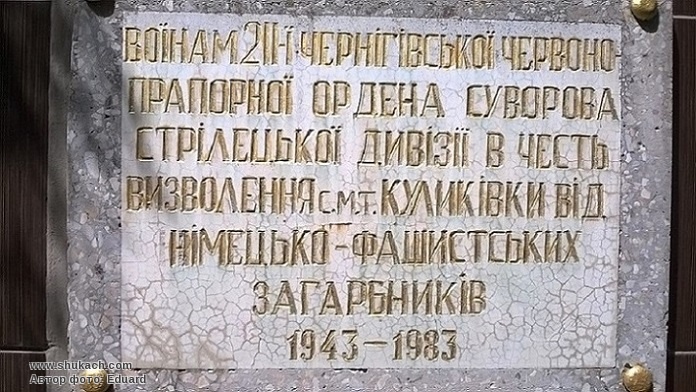 ВОЇНАМ 211Ї ЧЕРНІГІВСЬКОЇ ЧЕРВОНО-
ПРАПОРНОЇ ОРДЕНА СУВОРОВА
СТРІЛЕЦЬКОЇ ДИВІЗІЇ В ЧЕСТЬ
ВИЗВОЛЕННЯ С.М.Т. КУЛИКІВКИ ВІД
НІМЕЦЬКО-ФАШИСТСЬКИХ
ЗАГАРБНИКІВ
1943-1983
www.shukach.com
Автор фото: Eduard